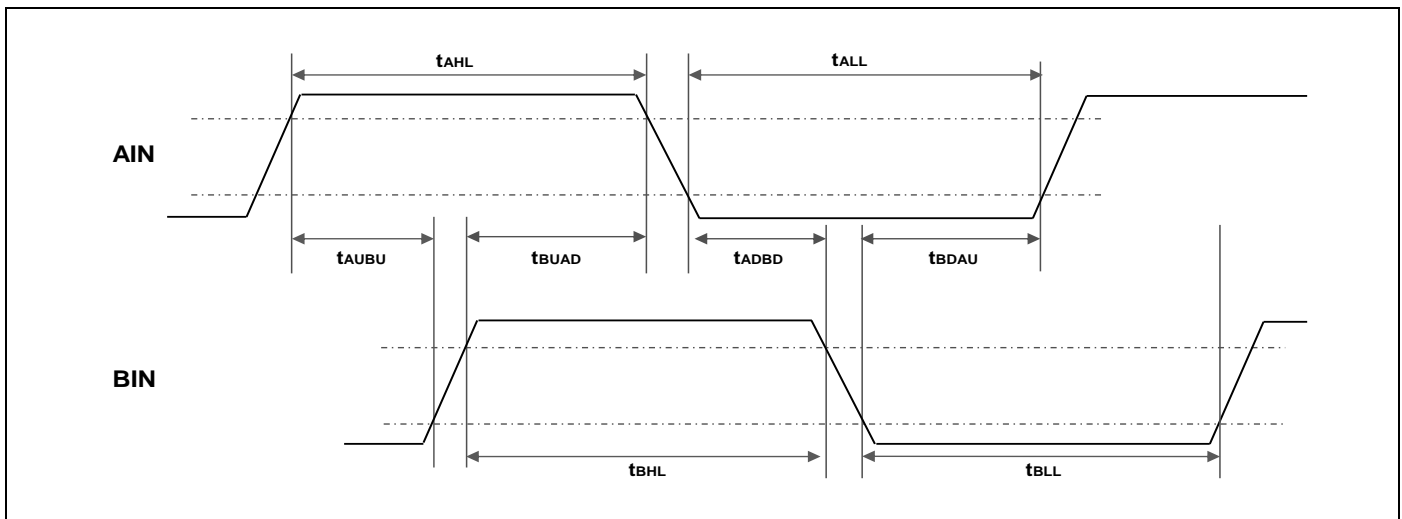 tAHL
tALL
AIN
tAUBU
tBUAD
tADBD
tBDAU
BIN
tBHL
tBLL